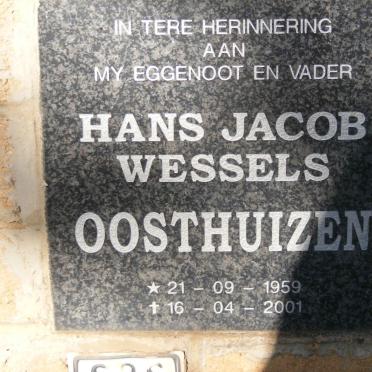 IN TERE HERINNERING
AAN
MY EGGENOOT EN VADER
HANS JACOB
WESSELS
OOSTHUIZEN
★ 21 - 09 - 1959
✝ 16 - 04 - 2001